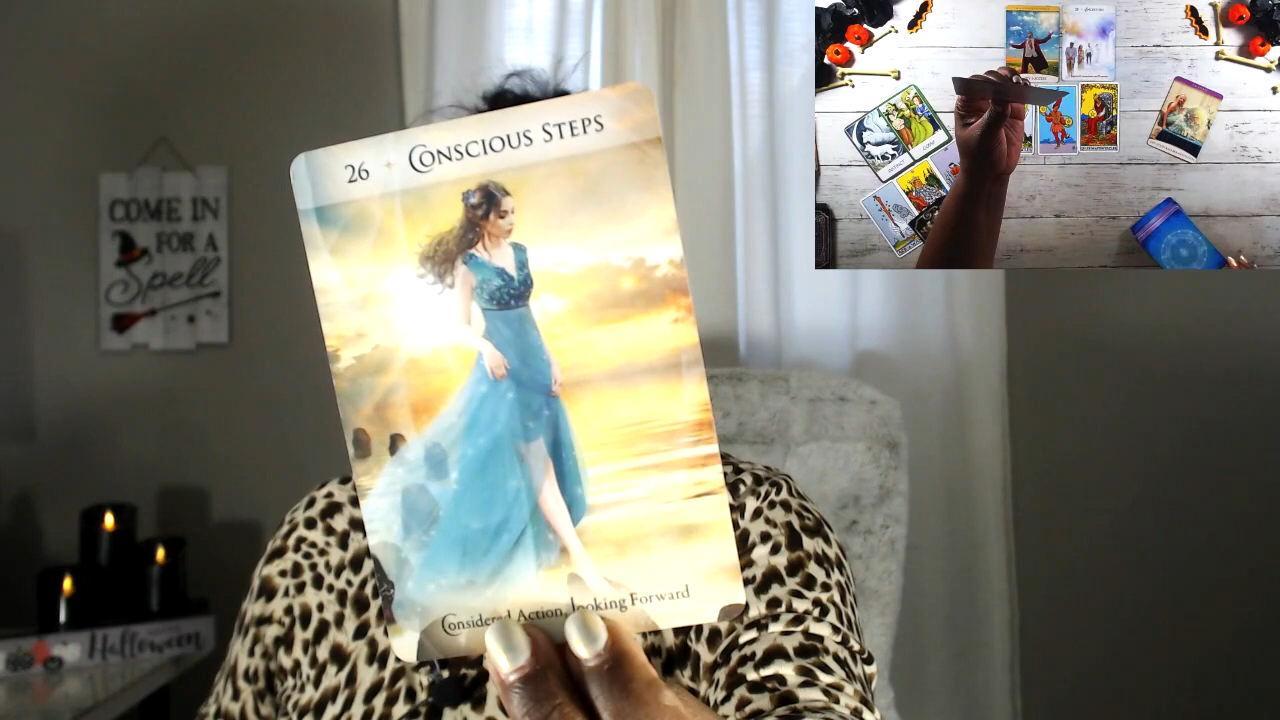 26 CONSCIOUS STEPS
Considered Action, Looking Forward
COME IN
FOR A
Spell
Halloween